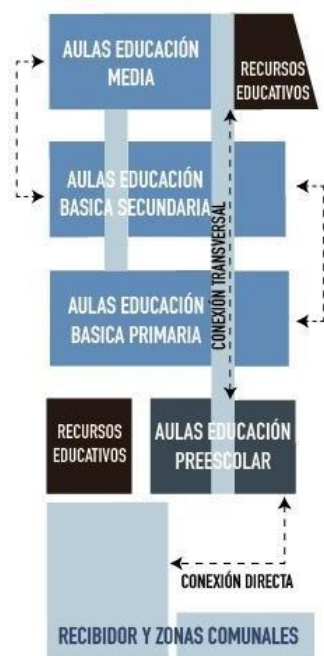 AULAS EDUCACIÓN
MEDIA
RECURSOS
EDUCATIVOS
AULAS EDUCACIÓN
BASICA SECUNDARIA
CONEXIÓN TRANSVERSAL
AULAS EDUCACIÓN
BASICA PRIMARIA
RECURSOS
EDUCATIVOS
AULAS EDUCACIÓN
PREESCOLAR
CONEXIÓN DIRECTA
RECIBIDOR Y ZONAS COMUNALES